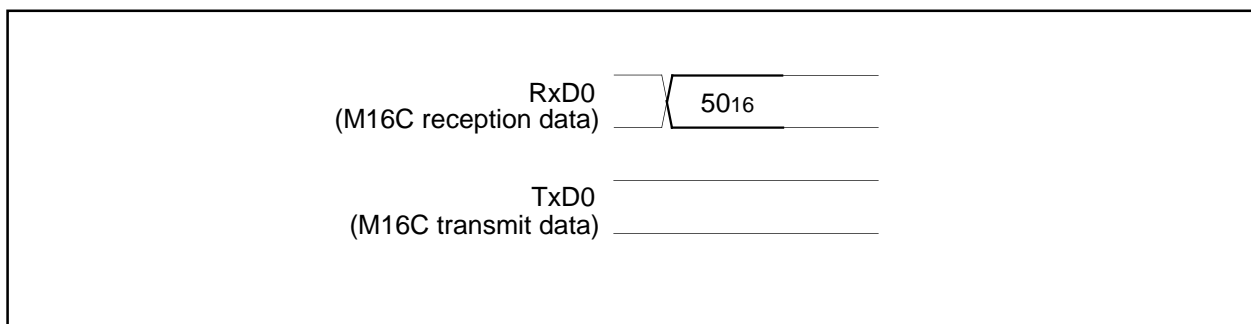 RxD0
(M16C reception data)
5016
TxD0
(M16C transmit data)